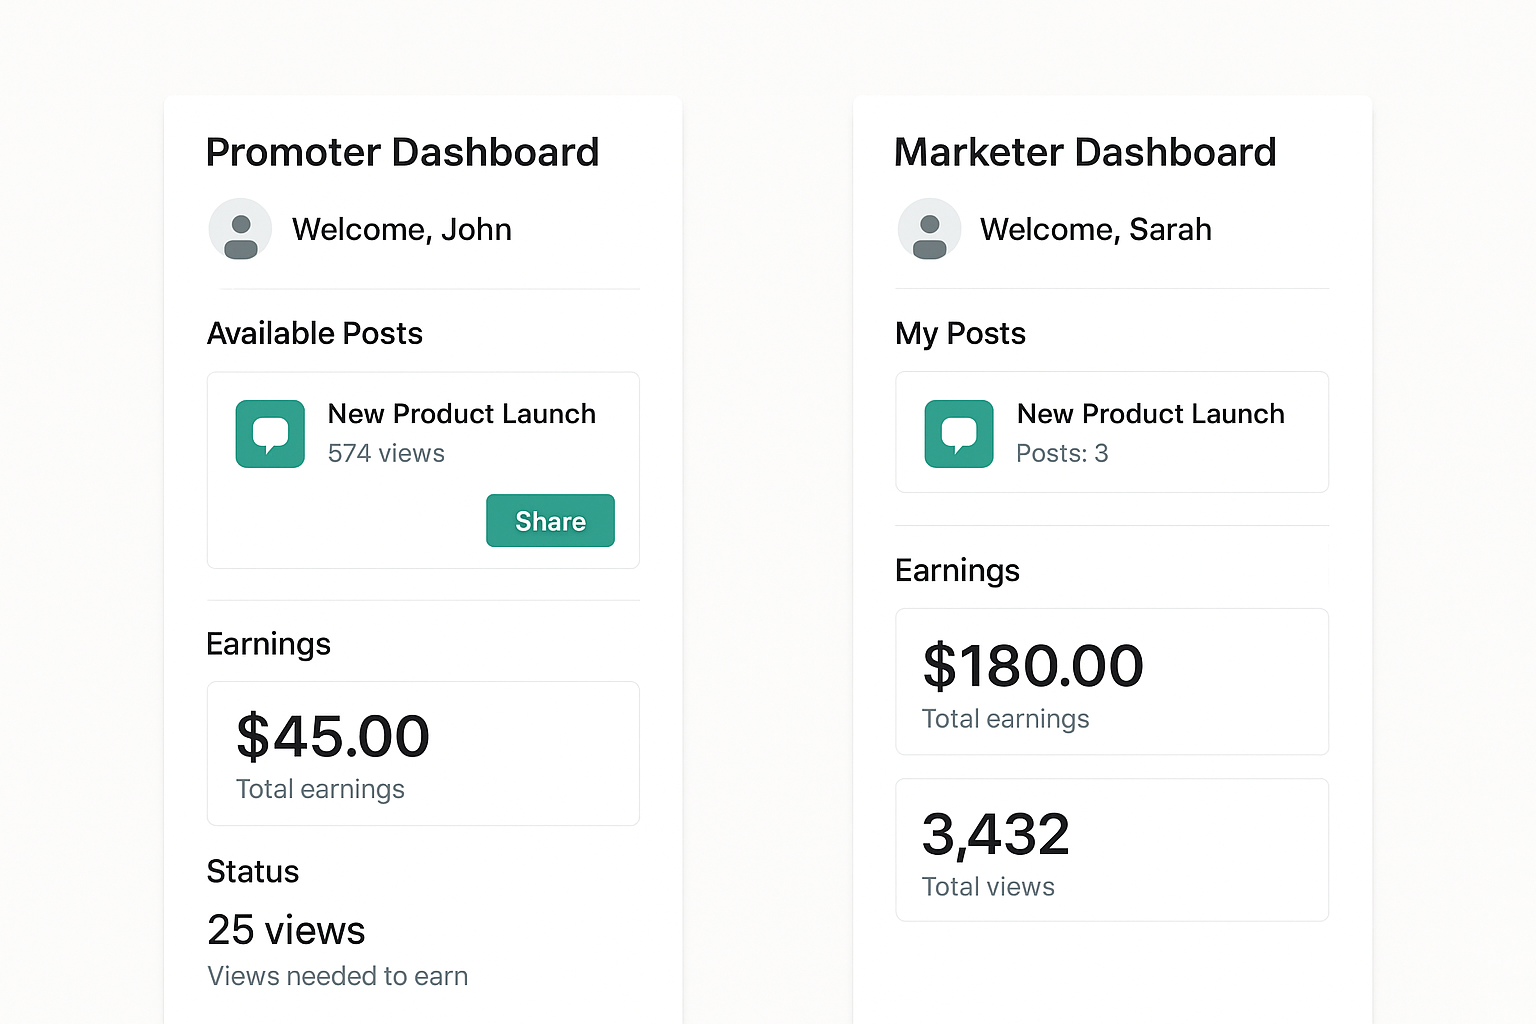 Promoter Dashboard
Welcome, John
Available Posts
New Product Launch
574 views
Share
Earnings
$45.00
Total earnings
Status
25 views
Views needed to earn
Marketer Dashboard
Welcome, Sarah
My Posts
New Product Launch
Posts: 3
Earnings
$180.00
Total earnings
3,432
Total views